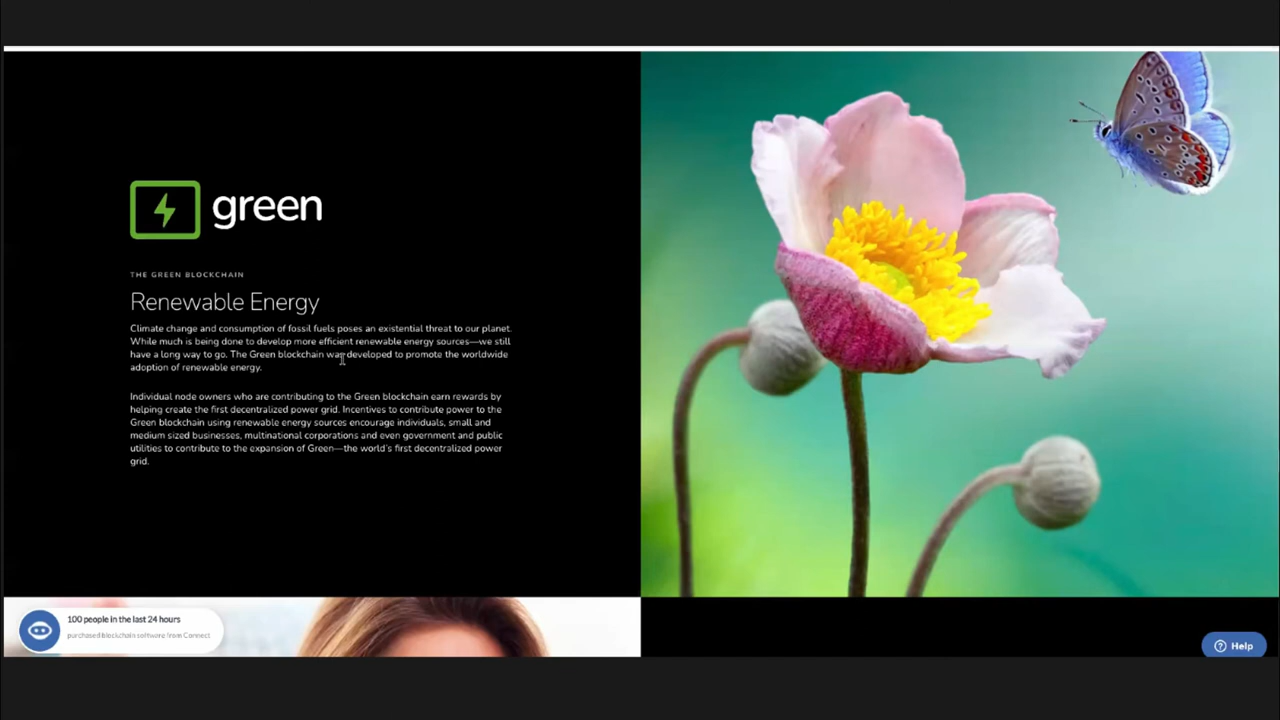 green
THE GREEN BLOCKCHAIN
Renewable Energy
Climate change and consumption of fossil fuels poses an existential threat to our planet.
While much is being done to develop more efficient renewable energy sources—we still
have a long way to go. The Green blockchain was developed to promote the worldwide
adoption of renewable energy.
Individual node owners who are contributing to the Green blockchain earn rewards by
helping create the first decentralized power grid. Incentives to contribute power to the
Green blockchain using renewable energy sources encourage individuals, small and
medium sized businesses, multinational corporations and even government and public
utilities to contribute to the expansion of Green—the world's first decentralized power
grid.
100 people in the last 24 hours
purchased blockchain software from Connect
Help